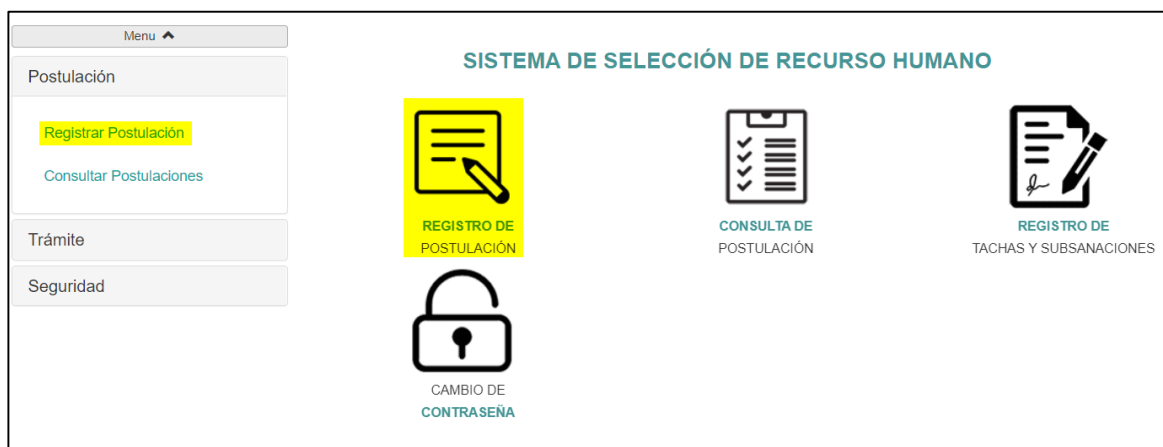 Menu
Postulación
Registrar Postulación
Consultar Postulaciones
Trámite
Seguridad
SISTEMA DE SELECCIÓN DE RECURSO HUMANO
REGISTRO DE
POSTULACIÓN
CONSULTA DE
POSTULACIÓN
REGISTRO DE
TACHAS Y SUBSANACIONES
CAMBIO DE
CONTRASEÑA